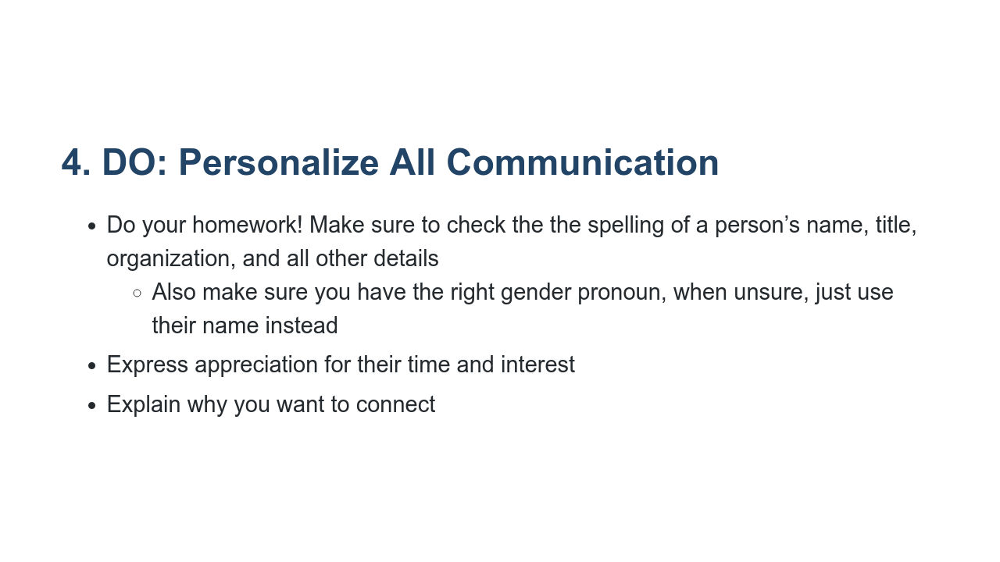 4. DO: Personalize All Communication
• Do your homework! Make sure to check the the spelling of a person’s name, title,
organization, and all other details
◦ Also make sure you have the right gender pronoun, when unsure, just use
their name instead
• Express appreciation for their time and interest
• Explain why you want to connect